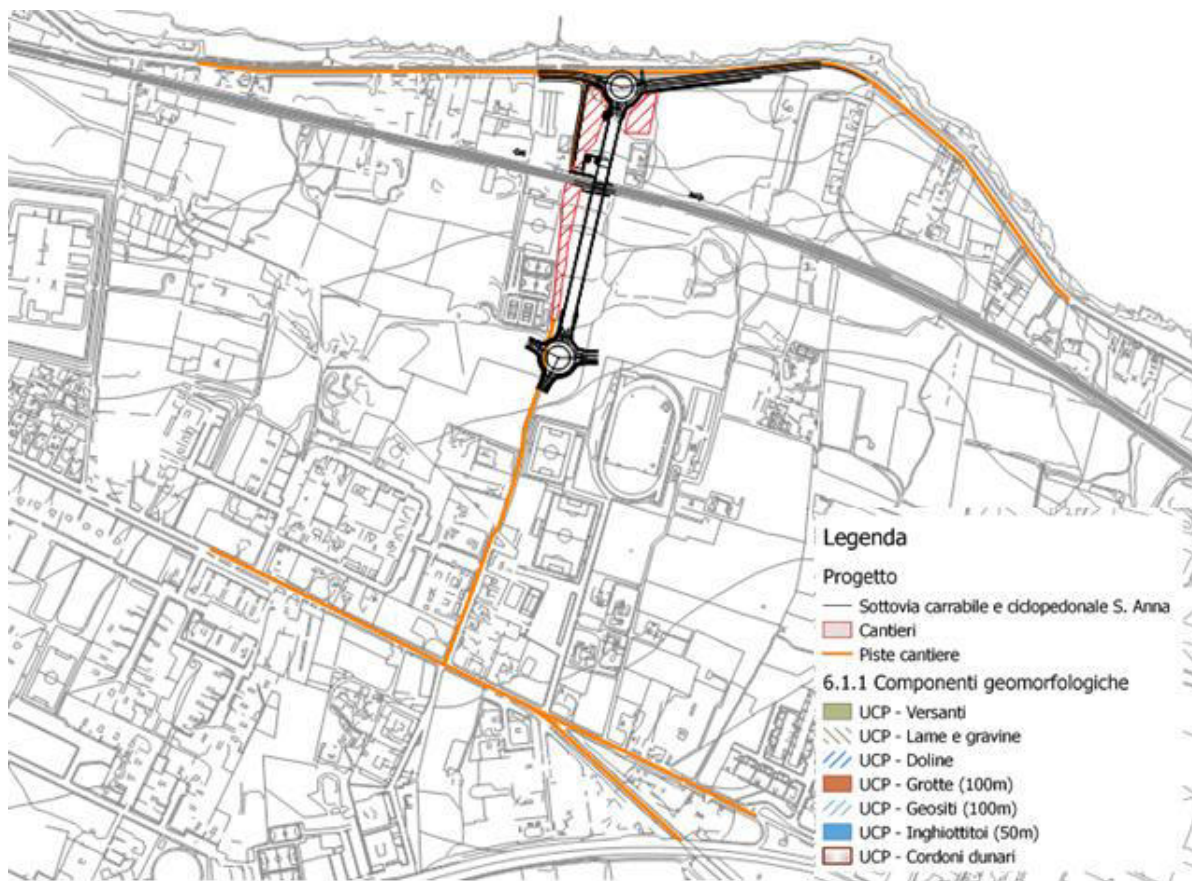 Legenda
Progetto
Sottovia carrabile e ciclopedonale S. Anna
Cantieri
Piste cantiere
6.1.1 Componenti geomorfologiche
UCP - Versanti
UCP - Lame e gravine
UCP - Doline
UCP - Grotte (100m)
UCP - Geositi (100m)
UCP - Inghiottitoi (50m)
UCP - Cordoni dunari